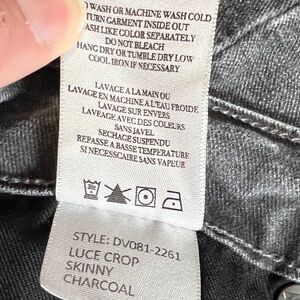 WASH OR MACHINE WASH COLD
TURN GARMENT INSIDE OUT
WASH LIKE COLOR SEPARATELY
DO NOT BLEACH
HANG DRY OR TUMBLE DRY LOW
COOL IRON IF NECESSARY
LAVAGE A LA MAIN OU
LAVAGE EN MACHINE A L'EAU FROIDE
LAVAGE SUR ENVERS
LAVAGE AVEC DES COLEURS
SANS JAVEL
SECHAGE SUSPENDU
REPASSE A BASSE TEMPERATURE
SI NECESSCAIRE SANS VAPEUR
STYLE: DV081-2261
LUCE CROP
SKINNY
CHARCOAL